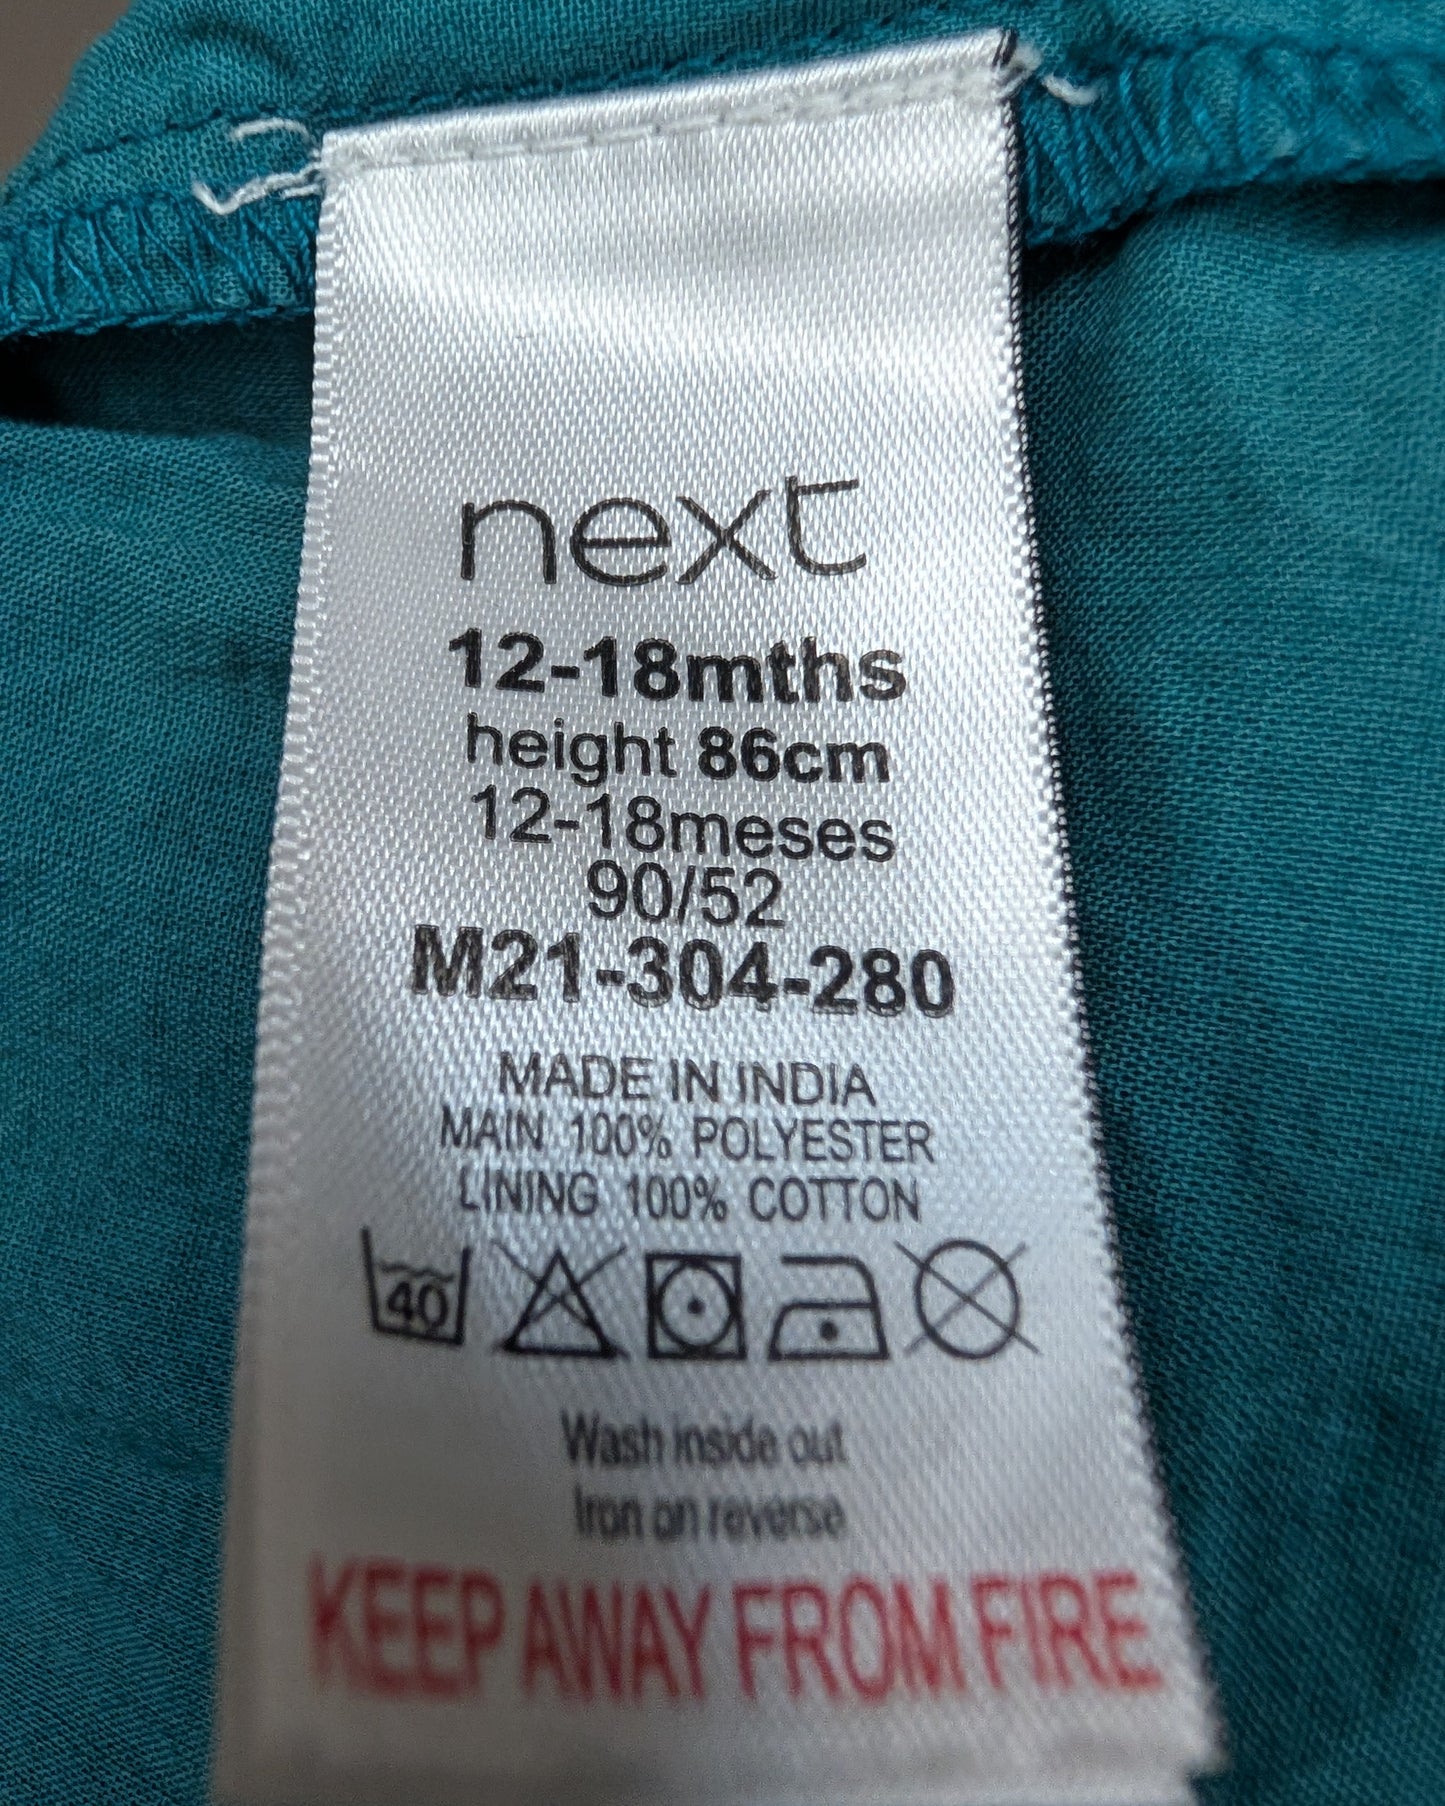 next
12-18mths
height 86cm
12-18meses
90/52
M21-304-280
MADE IN INDIA
MAIN 100% POLYESTER
LINING 100% COTTON
40
Wash inside out
Iron on reverse
KEEP AWAY FROM FIRE